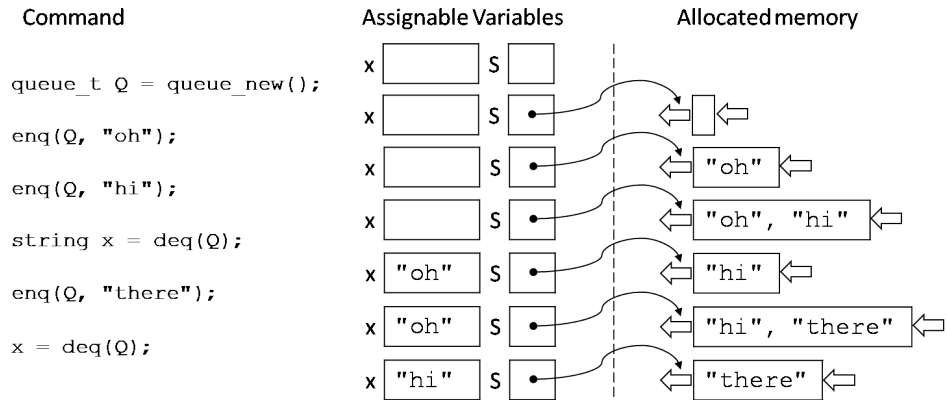 Command Assignable Variables Allocated memory
x S
queue_t Q = queue_new();
x S
enq(Q, "oh");
x S "oh"
enq(Q, "hi");
x S "oh", "hi"
string x = deq(Q);
x "oh" S "hi"
enq(Q, "there");
x "oh" S "hi", "there"
x = deq(Q);
x "hi" S "there"